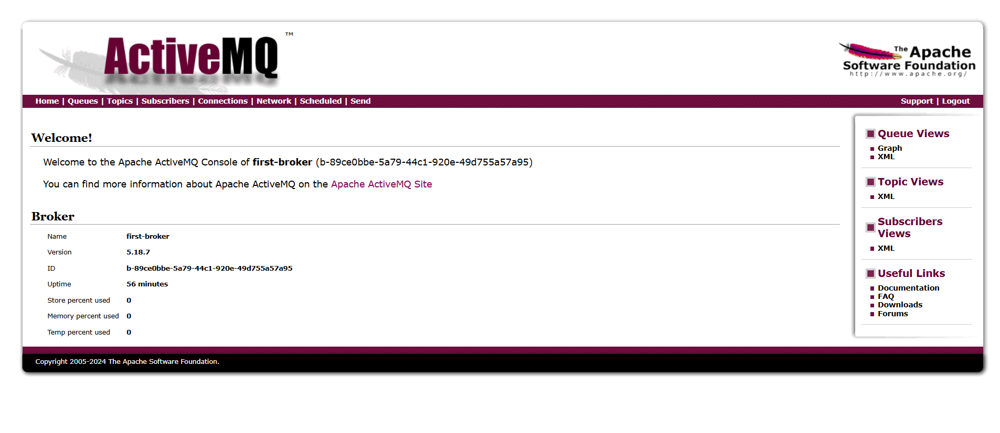 ActiveMQ ™
The Apache
Software Foundation
http://www.apache.org/
Home | Queues | Topics | Subscribers | Connections | Network | Scheduled | Send
Support | Logout
Welcome!
Welcome to the Apache ActiveMQ Console of first-broker (b-89ce0bbe-5a79-44c1-920e-49d755a57a95)
You can find more information about Apache ActiveMQ on the Apache ActiveMQ Site
Broker
Name first-broker
Version 5.18.7
ID b-89ce0bbe-5a79-44c1-920e-49d755a57a95
Uptime 56 minutes
Store percent used 0
Memory percent used 0
Temp percent used 0
Queue Views
Graph
XML
Topic Views
XML
Subscribers
Views
XML
Useful Links
Documentation
FAQ
Downloads
Forums
Copyright 2005-2024 The Apache Software Foundation.